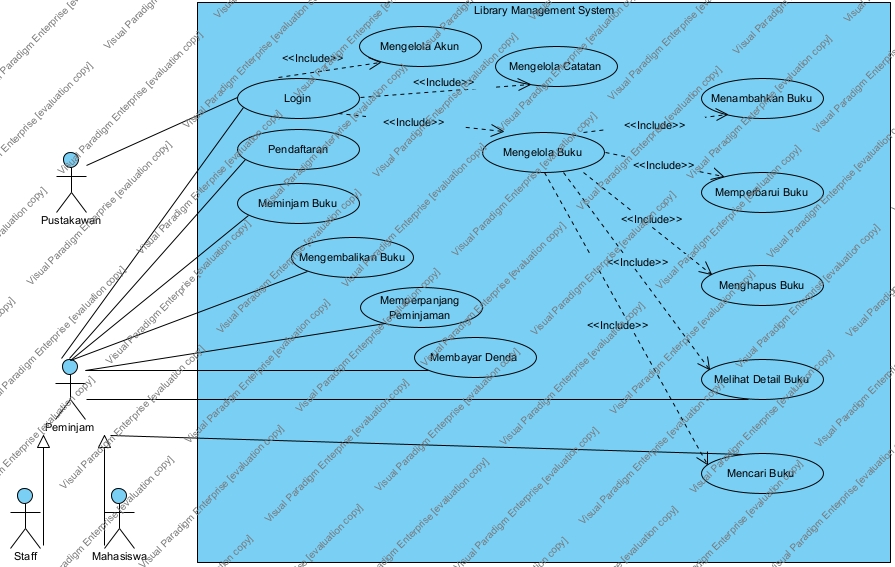 Library Management System
Mengelola Akun
<<Include>>
Mengelola Catatan
<<Include>>
Login
Menambahkan Buku
<<Include>>
<<Include>>
Pendaftaran
Mengelola Buku
<<Include>>
Pustakawan
Memperbarui Buku
Meminjam Buku
<<Include>>
Mengembalikan Buku
<<Include>>
Menghapus Buku
Memperpanjang
Peminjaman
<<Include>>
Membayar Denda
Melihat Detail Buku
Peminjam
Mencari Buku
Staff
Mahasiswa
Visual Paradigm Enterprise [evaluation copy]